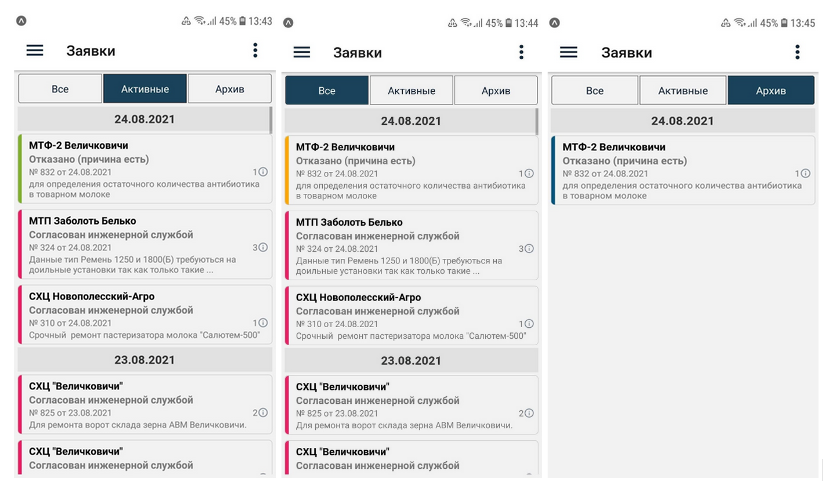 45% 13:43
Заявки
Все Активные Архив
24.08.2021
МТФ-2 Величковичи
Отказано (причина есть)
№ 832 от 24.08.2021 1
для определения остаточного количества антибиотика
в товарном молоке
МТП Заболоть Белько
Согласован инженерной службой
№ 324 от 24.08.2021 3
Данные тип Ремень 1250 и 1800(Б) требуються на
доильные установки так как только такие ...
СХЦ Новополесский-Агро
Согласован инженерной службой
№ 310 от 24.08.2021 1
Срочный ремонт пастеризатора молока "Салютем-500"
23.08.2021
СХЦ "Величковичи"
Согласован инженерной службой
№ 825 от 23.08.2021 2
Для ремонта ворот склада зерна АВМ Величковичи.
СХЦ "Величковичи"
Согласован инженерной службой
45% 13:44
Заявки
Все Активные Архив
24.08.2021
МТФ-2 Величковичи
Отказано (причина есть)
№ 832 от 24.08.2021 1
для определения остаточного количества антибиотика
в товарном молоке
МТП Заболоть Белько
Согласован инженерной службой
№ 324 от 24.08.2021 3
Данные тип Ремень 1250 и 1800(Б) требуються на
доильные установки так как только такие ...
СХЦ Новополесский-Агро
Согласован инженерной службой
№ 310 от 24.08.2021 1
Срочный ремонт пастеризатора молока "Салютем-500"
23.08.2021
СХЦ "Величковичи"
Согласован инженерной службой
№ 825 от 23.08.2021 2
Для ремонта ворот склада зерна АВМ Величковичи.
СХЦ "Величковичи"
Согласован инженерной службой
45% 13:45
Заявки
Все Активные Архив
24.08.2021
МТФ-2 Величковичи
Отказано (причина есть)
№ 832 от 24.08.2021 1
для определения остаточного количества антибиотика
в товарном молоке